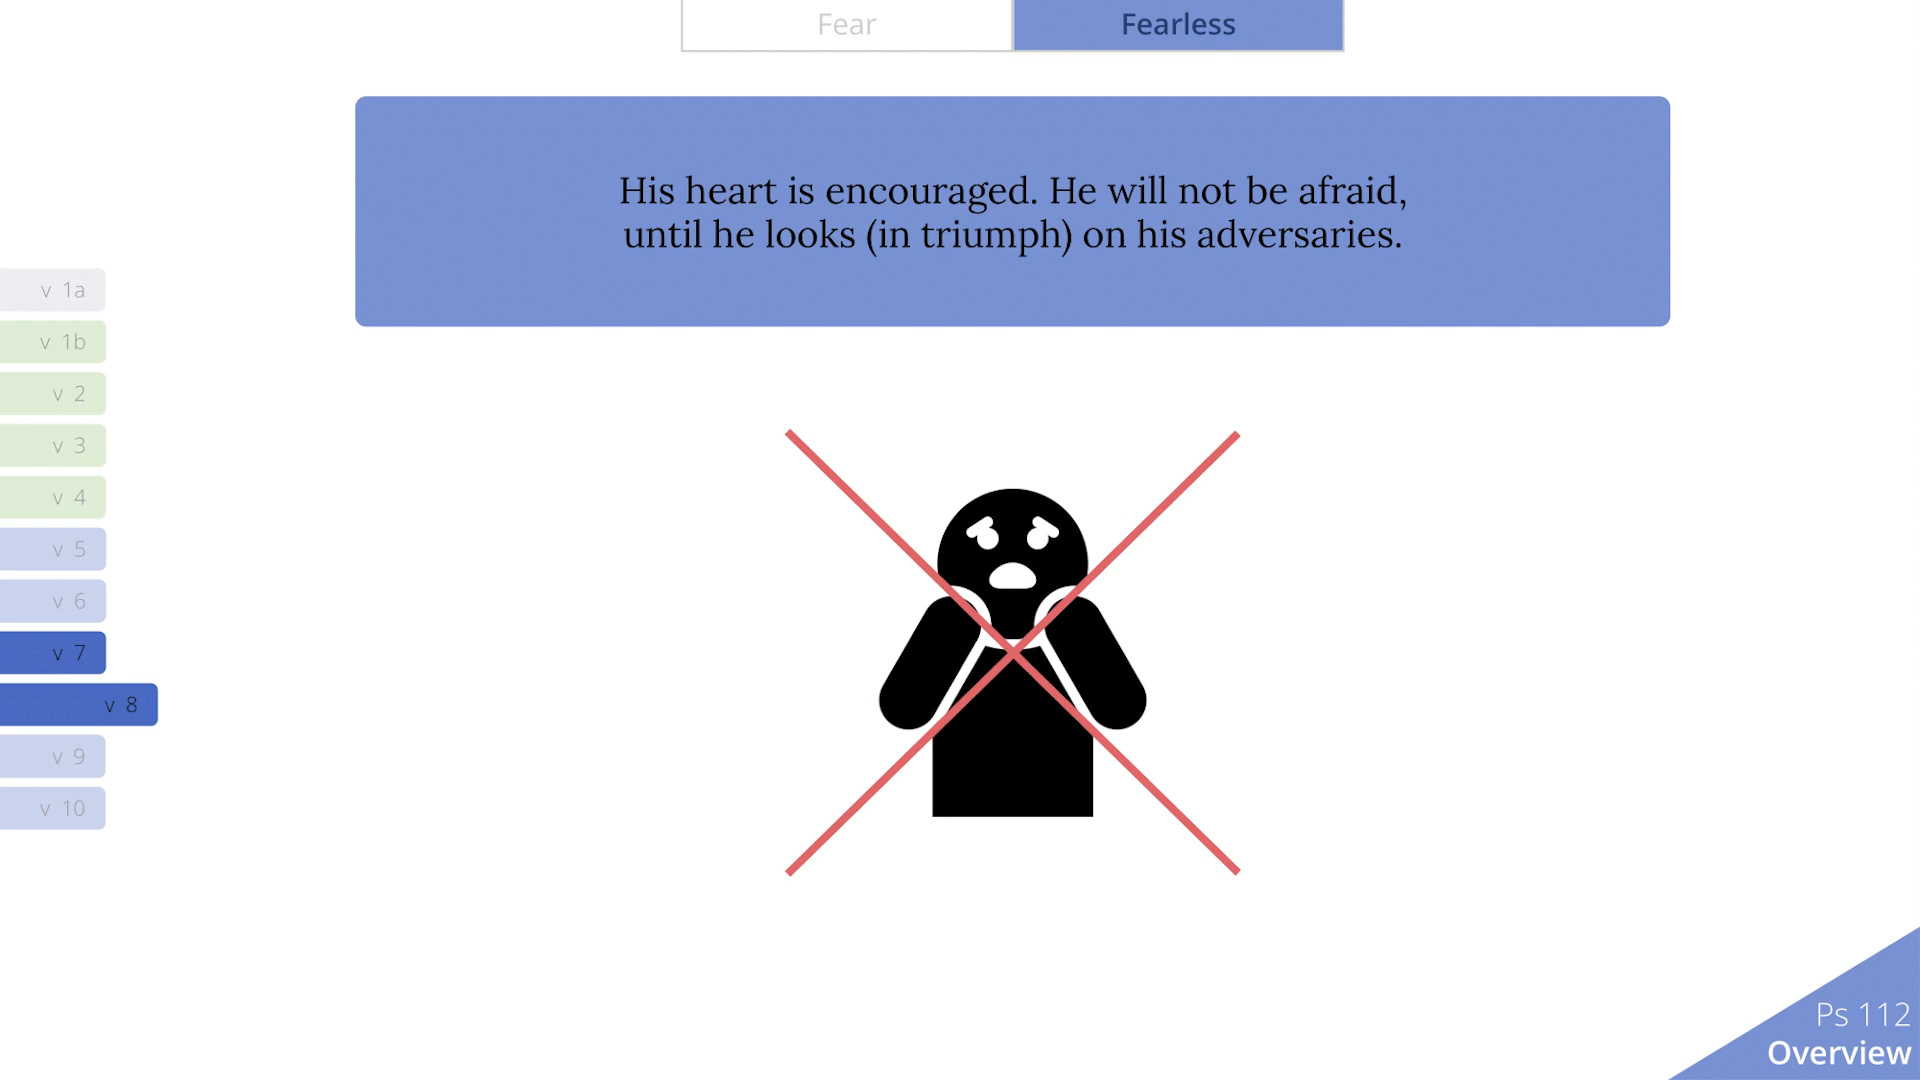 Fear
Fearless
His heart is encouraged. He will not be afraid,
until he looks (in triumph) on his adversaries.
v 1a
v 1b
v 2
v 3
v 4
v 5
v 6
v 7
v 8
v 9
v 10
Ps 112
Overview